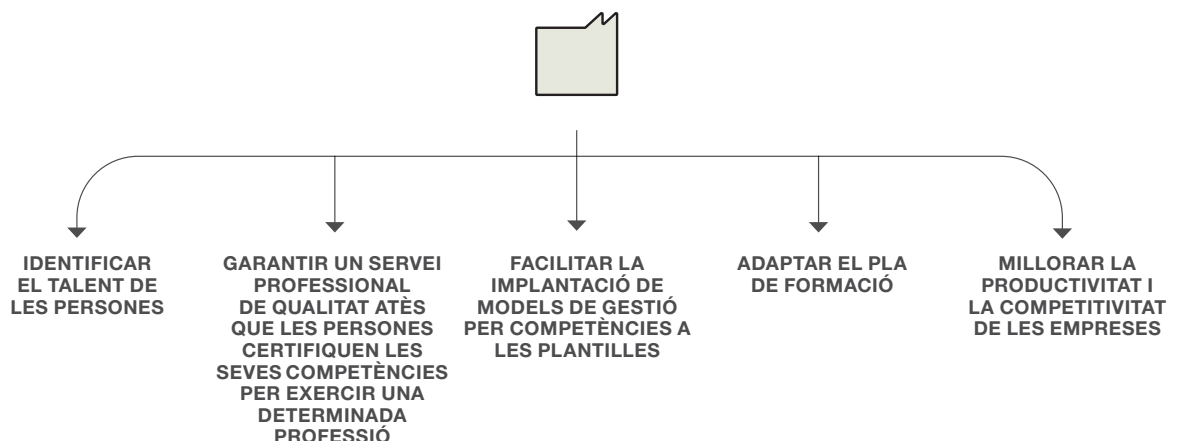 IDENTIFICAR
EL TALENT DE
LES PERSONES
GARANTIR UN SERVEI
PROFESSIONAL
DE QUALITAT ATÈS
QUE LES PERSONES
CERTIFIQUEN LES
SEVES COMPETÈNCIES
PER EXERCIR UNA
DETERMINADA
PROFESSIÓ
FACILITAR LA
IMPLANTACIÓ DE
MODELS DE GESTIÓ
PER COMPETÈNCIES A
LES PLANTILLES
ADAPTAR EL PLA
DE FORMACIÓ
MILLORAR LA
PRODUCTIVITAT I
LA COMPETITIVITAT
DE LES EMPRESES